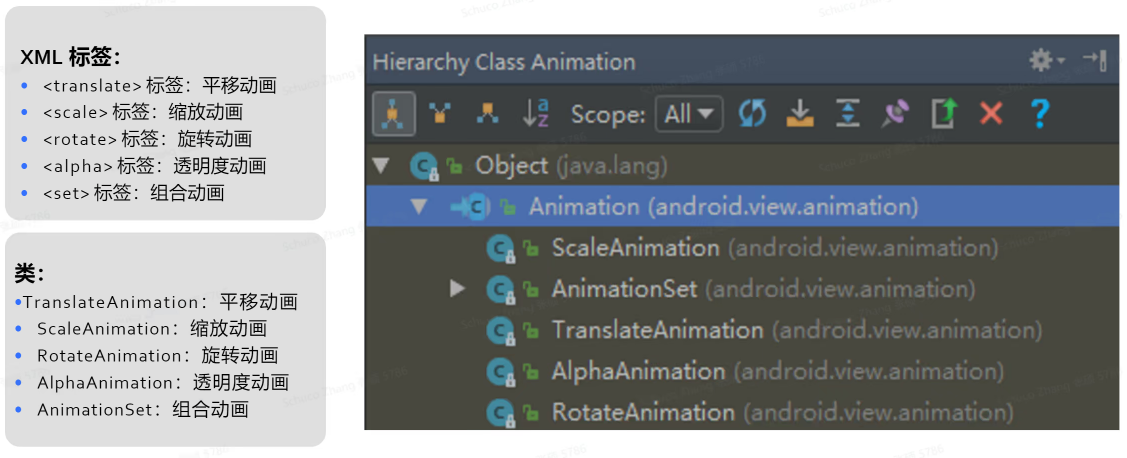 XML 标签：
• <translate> 标签：平移动画
• <scale> 标签：缩放动画
• <rotate> 标签：旋转动画
• <alpha> 标签：透明度动画
• <set> 标签：组合动画
类：
•TranslateAnimation：平移动画
• ScaleAnimation：缩放动画
• RotateAnimation：旋转动画
• AlphaAnimation：透明度动画
• AnimationSet：组合动画
Hierarchy Class Animation
Scope: All
Object (java.lang)
Animation (android.view.animation)
ScaleAnimation (android.view.animation)
AnimationSet (android.view.animation)
TranslateAnimation (android.view.animation)
AlphaAnimation (android.view.animation)
RotateAnimation (android.view.animation)